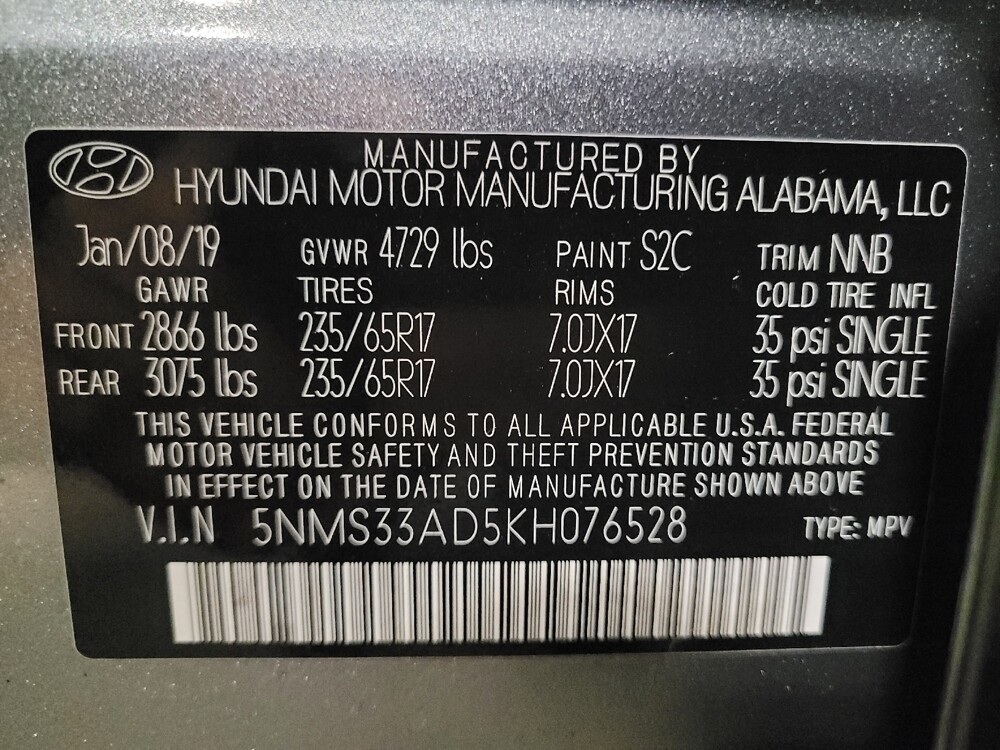 MANUFACTURED BY
HYUNDAI MOTOR MANUFACTURING ALABAMA, LLC
Jan/08/19 GVWR 4729 lbs PAINT S2C TRIM NNB
GAWR TIRES RIMS COLD TIRE INFL
FRONT 2866 lbs 235/65R17 7.0JX17 35 psi SINGLE
REAR 3075 lbs 235/65R17 7.0JX17 35 psi SINGLE
THIS VEHICLE CONFORMS TO ALL APPLICABLE U.S.A. FEDERAL
MOTOR VEHICLE SAFETY AND THEFT PREVENTION STANDARDS
IN EFFECT ON THE DATE OF MANUFACTURE SHOWN ABOVE
V.I.N 5NMS33AD5KH076528 TYPE: MPV